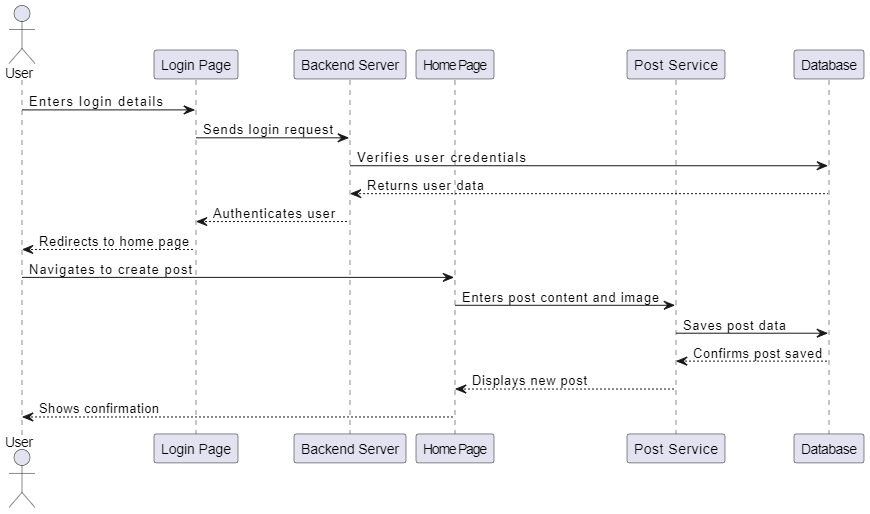 User
Login Page
Backend Server
Home Page
Post Service
Database
Enters login details
Sends login request
Verifies user credentials
Returns user data
Authenticates user
Redirects to home page
Navigates to create post
Enters post content and image
Saves post data
Confirms post saved
Displays new post
Shows confirmation
User
Login Page
Backend Server
Home Page
Post Service
Database